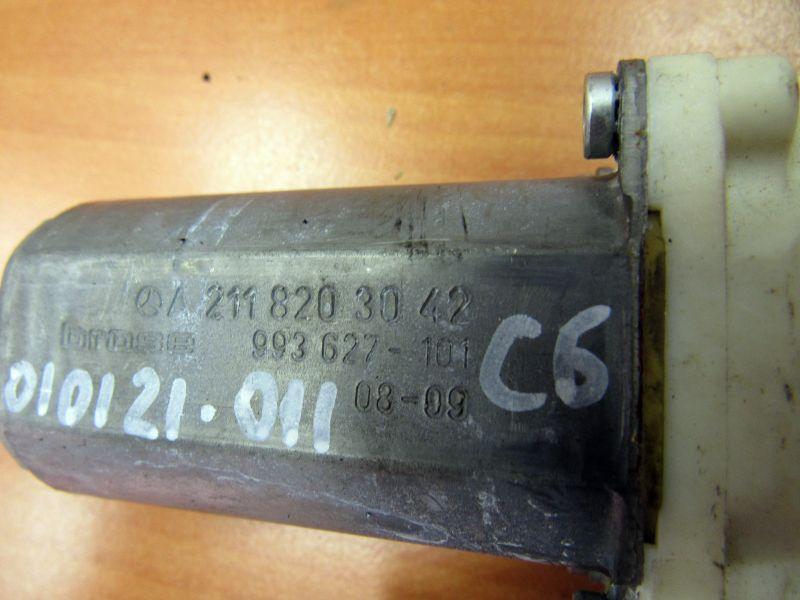 A 211 820 30 42
brose 993 627-101
08-09
010121.011
C6